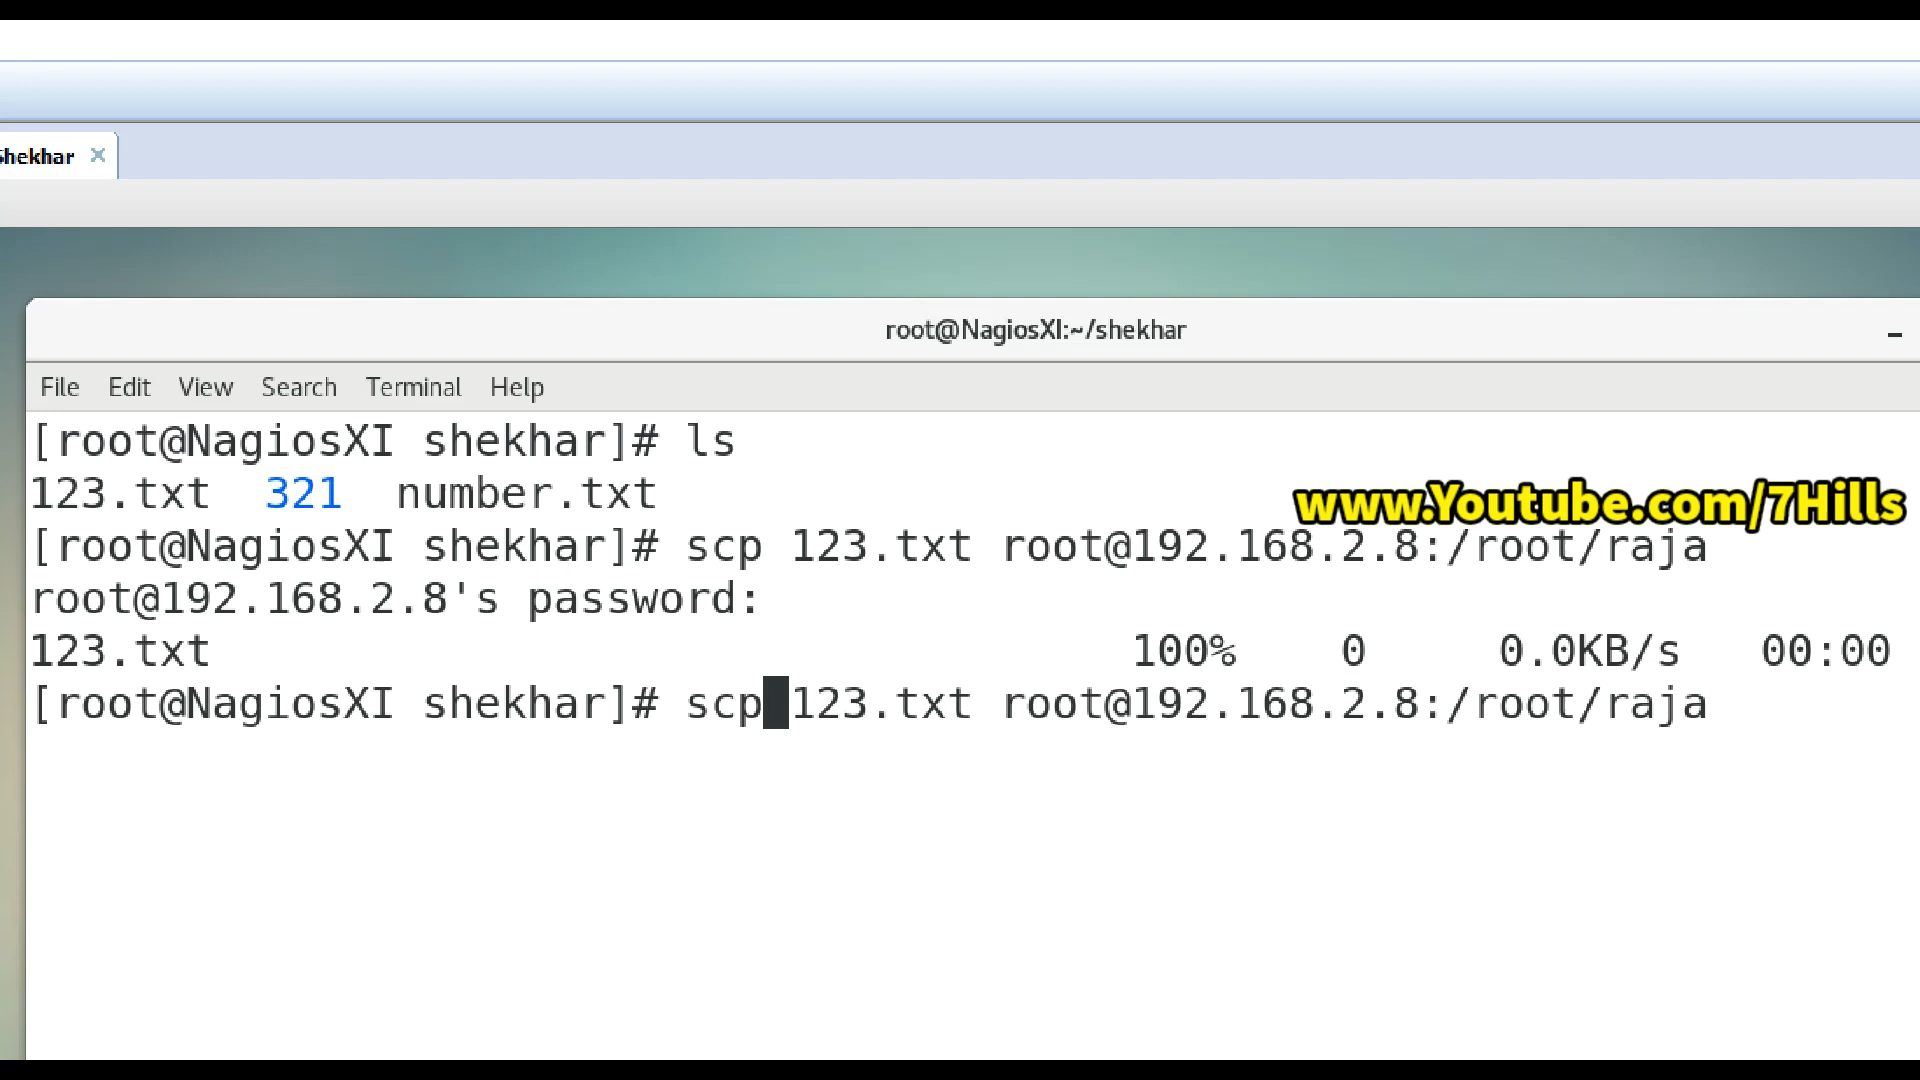 Shekhar
root@NagiosXI:~/shekhar
File Edit View Search Terminal Help
[root@NagiosXI shekhar]# ls
123.txt 321 number.txt
www.Youtube.com/7Hills
[root@NagiosXI shekhar]# scp 123.txt root@192.168.2.8:/root/raja
root@192.168.2.8's password:
123.txt 100% 0 0.0KB/s 00:00
[root@NagiosXI shekhar]# scp 123.txt root@192.168.2.8:/root/raja